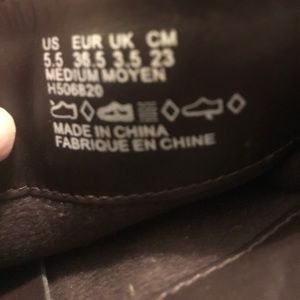 US EUR UK CM
5.5 36.5 3.5 23
MEDIUM MOYEN
H506820
MADE IN CHINA
FABRIQUE EN CHINE